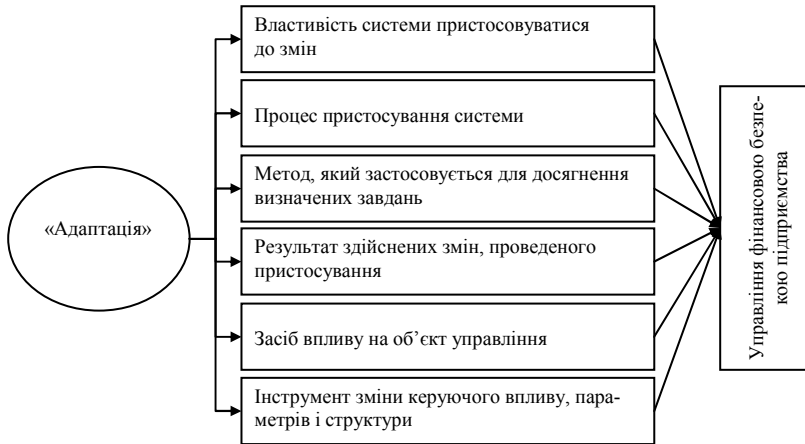 «Адаптація»
Властивість системи пристосовуватися
до змін
Процес пристосування системи
Метод, який застосовується для досягнення
визначених завдань
Результат здійснених змін, проведеного
пристосування
Засіб впливу на об’єкт управління
Інструмент зміни керуючого впливу, пара-
метрів і структури
Управління фінансовою безпе-
кою підприємства